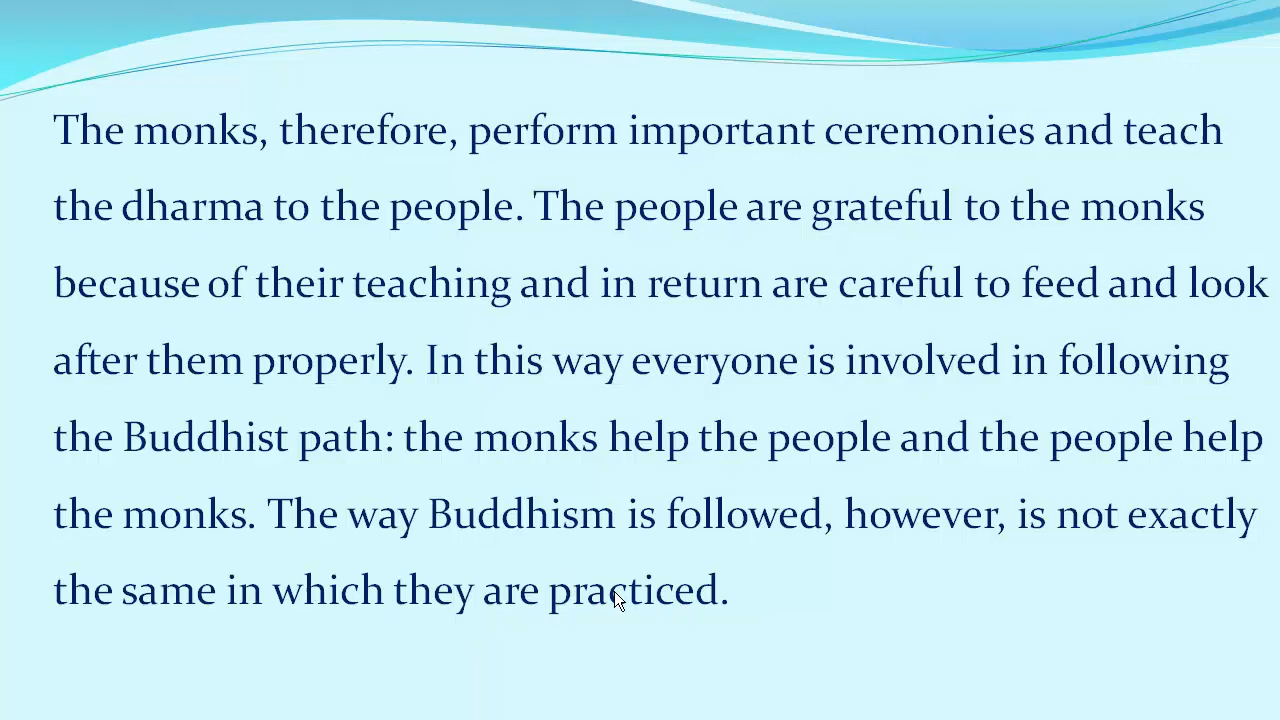 The monks, therefore, perform important ceremonies and teach
the dharma to the people. The people are grateful to the monks
because of their teaching and in return are careful to feed and look
after them properly. In this way everyone is involved in following
the Buddhist path: the monks help the people and the people help
the monks. The way Buddhism is followed, however, is not exactly
the same in which they are practiced.